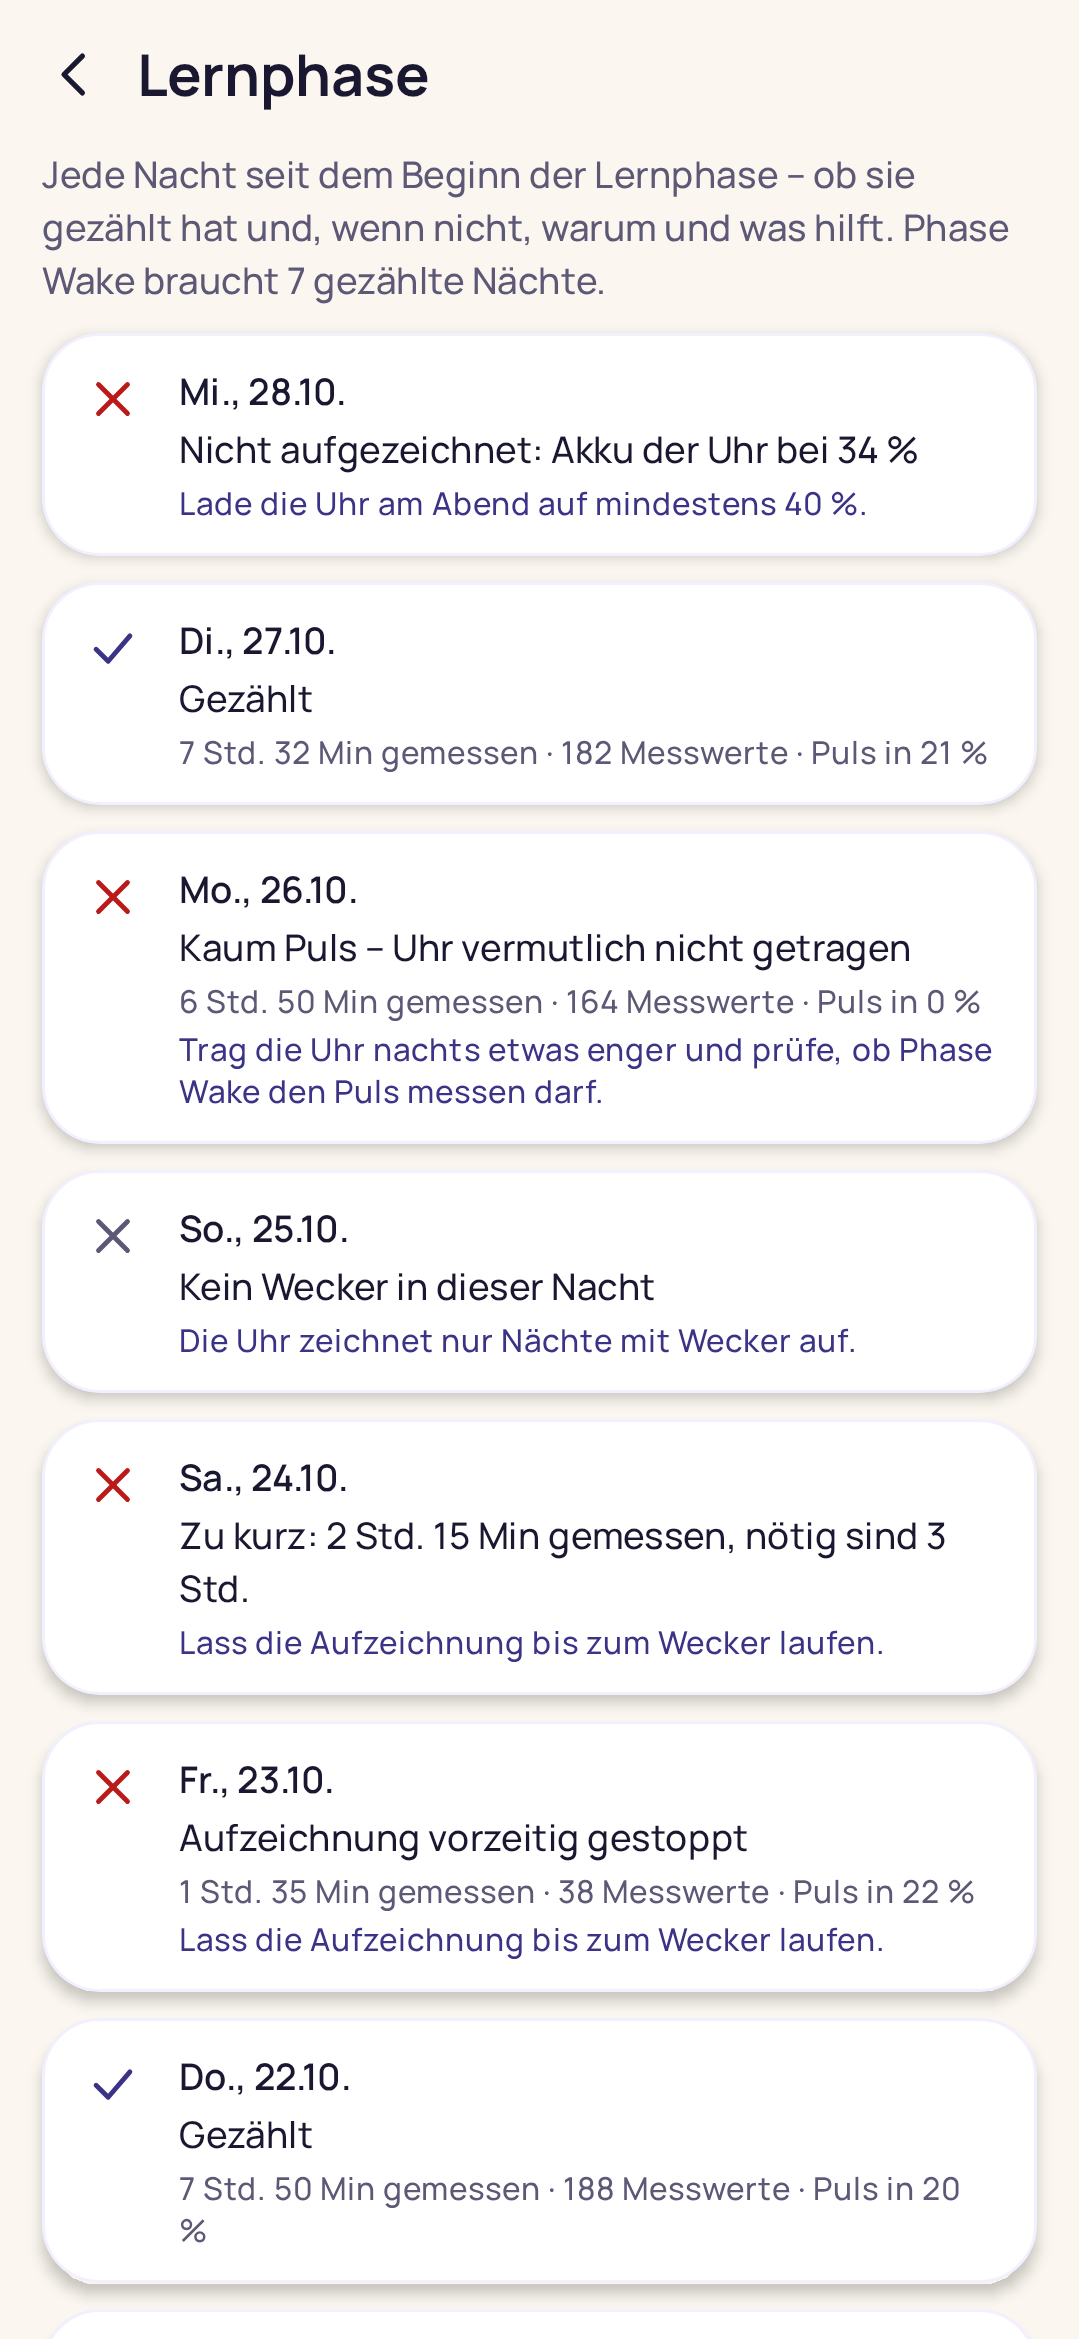 Lernphase
Jede Nacht seit dem Beginn der Lernphase – ob sie
gezählt hat und, wenn nicht, warum und was hilft. Phase
Wake braucht 7 gezählte Nächte.
Mi., 28.10.
Nicht aufgezeichnet: Akku der Uhr bei 34 %
Lade die Uhr am Abend auf mindestens 40 %.
Di., 27.10.
Gezählt
7 Std. 32 Min gemessen · 182 Messwerte · Puls in 21 %
Mo., 26.10.
Kaum Puls – Uhr vermutlich nicht getragen
6 Std. 50 Min gemessen · 164 Messwerte · Puls in 0 %
Trag die Uhr nachts etwas enger und prüfe, ob Phase
Wake den Puls messen darf.
So., 25.10.
Kein Wecker in dieser Nacht
Die Uhr zeichnet nur Nächte mit Wecker auf.
Sa., 24.10.
Zu kurz: 2 Std. 15 Min gemessen, nötig sind 3
Std.
Lass die Aufzeichnung bis zum Wecker laufen.
Fr., 23.10.
Aufzeichnung vorzeitig gestoppt
1 Std. 35 Min gemessen · 38 Messwerte · Puls in 22 %
Lass die Aufzeichnung bis zum Wecker laufen.
Do., 22.10.
Gezählt
7 Std. 50 Min gemessen · 188 Messwerte · Puls in 20
%